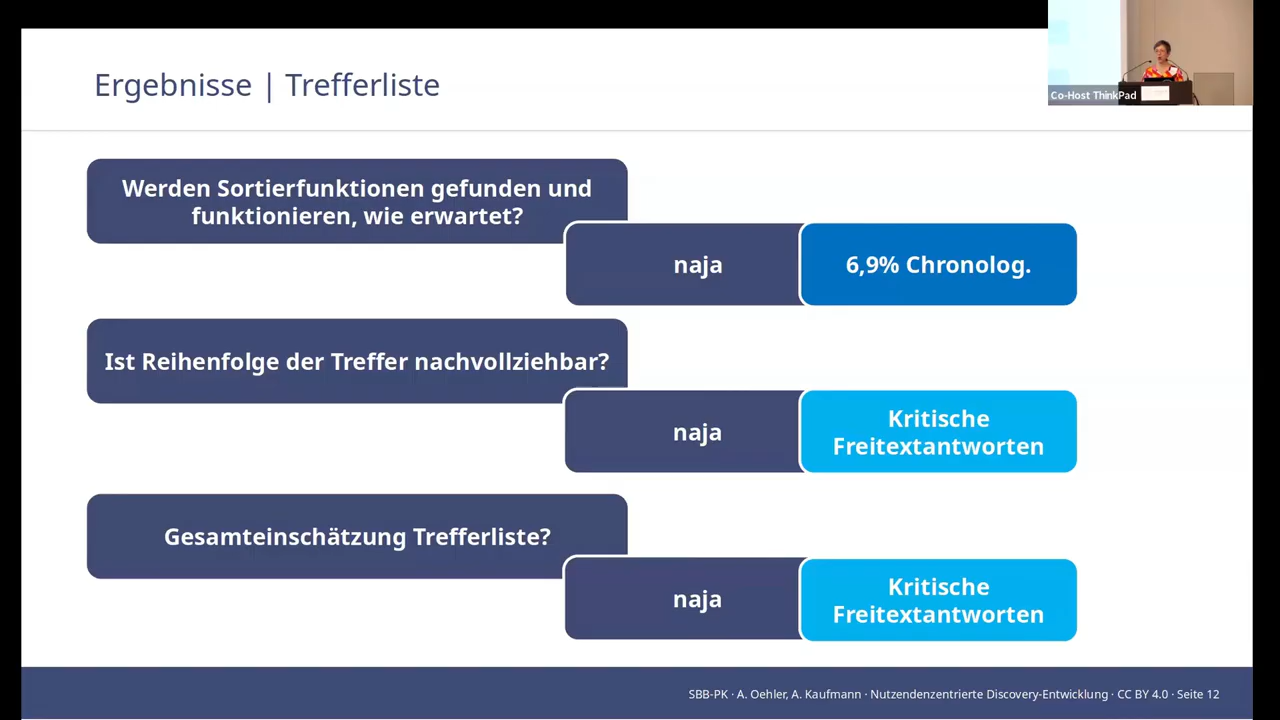 Ergebnisse | Trefferliste
Co-Host ThinkPad
Werden Sortierfunktionen gefunden und
funktionieren, wie erwartet?
naja
6,9% Chronolog.
Ist Reihenfolge der Treffer nachvollziehbar?
naja
Kritische
Freitextantworten
Gesamteinschätzung Trefferliste?
naja
Kritische
Freitextantworten
SBB-PK · A. Oehler, A. Kaufmann · Nutzendenzentrierte Discovery-Entwicklung · CC BY 4.0 · Seite 12